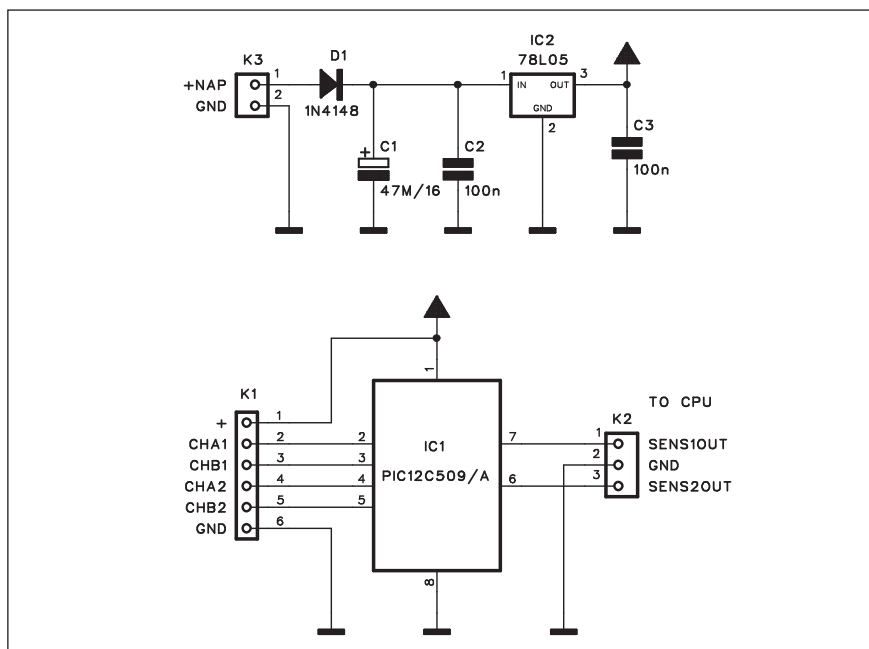 K3
+NAP
GND
1
2
D1
1N4148
+
C1
47M/16
C2
100n
IC2
78L05
1
IN
OUT
3
GND
2
C3
100n
K1
+
CHA1
CHB1
CHA2
CHB2
GND
1
2
3
4
5
6
2
3
4
5
1
IC1
PIC12C509/A
8
7
6
TO CPU
K2
1
2
3
SENS1OUT
GND
SENS2OUT